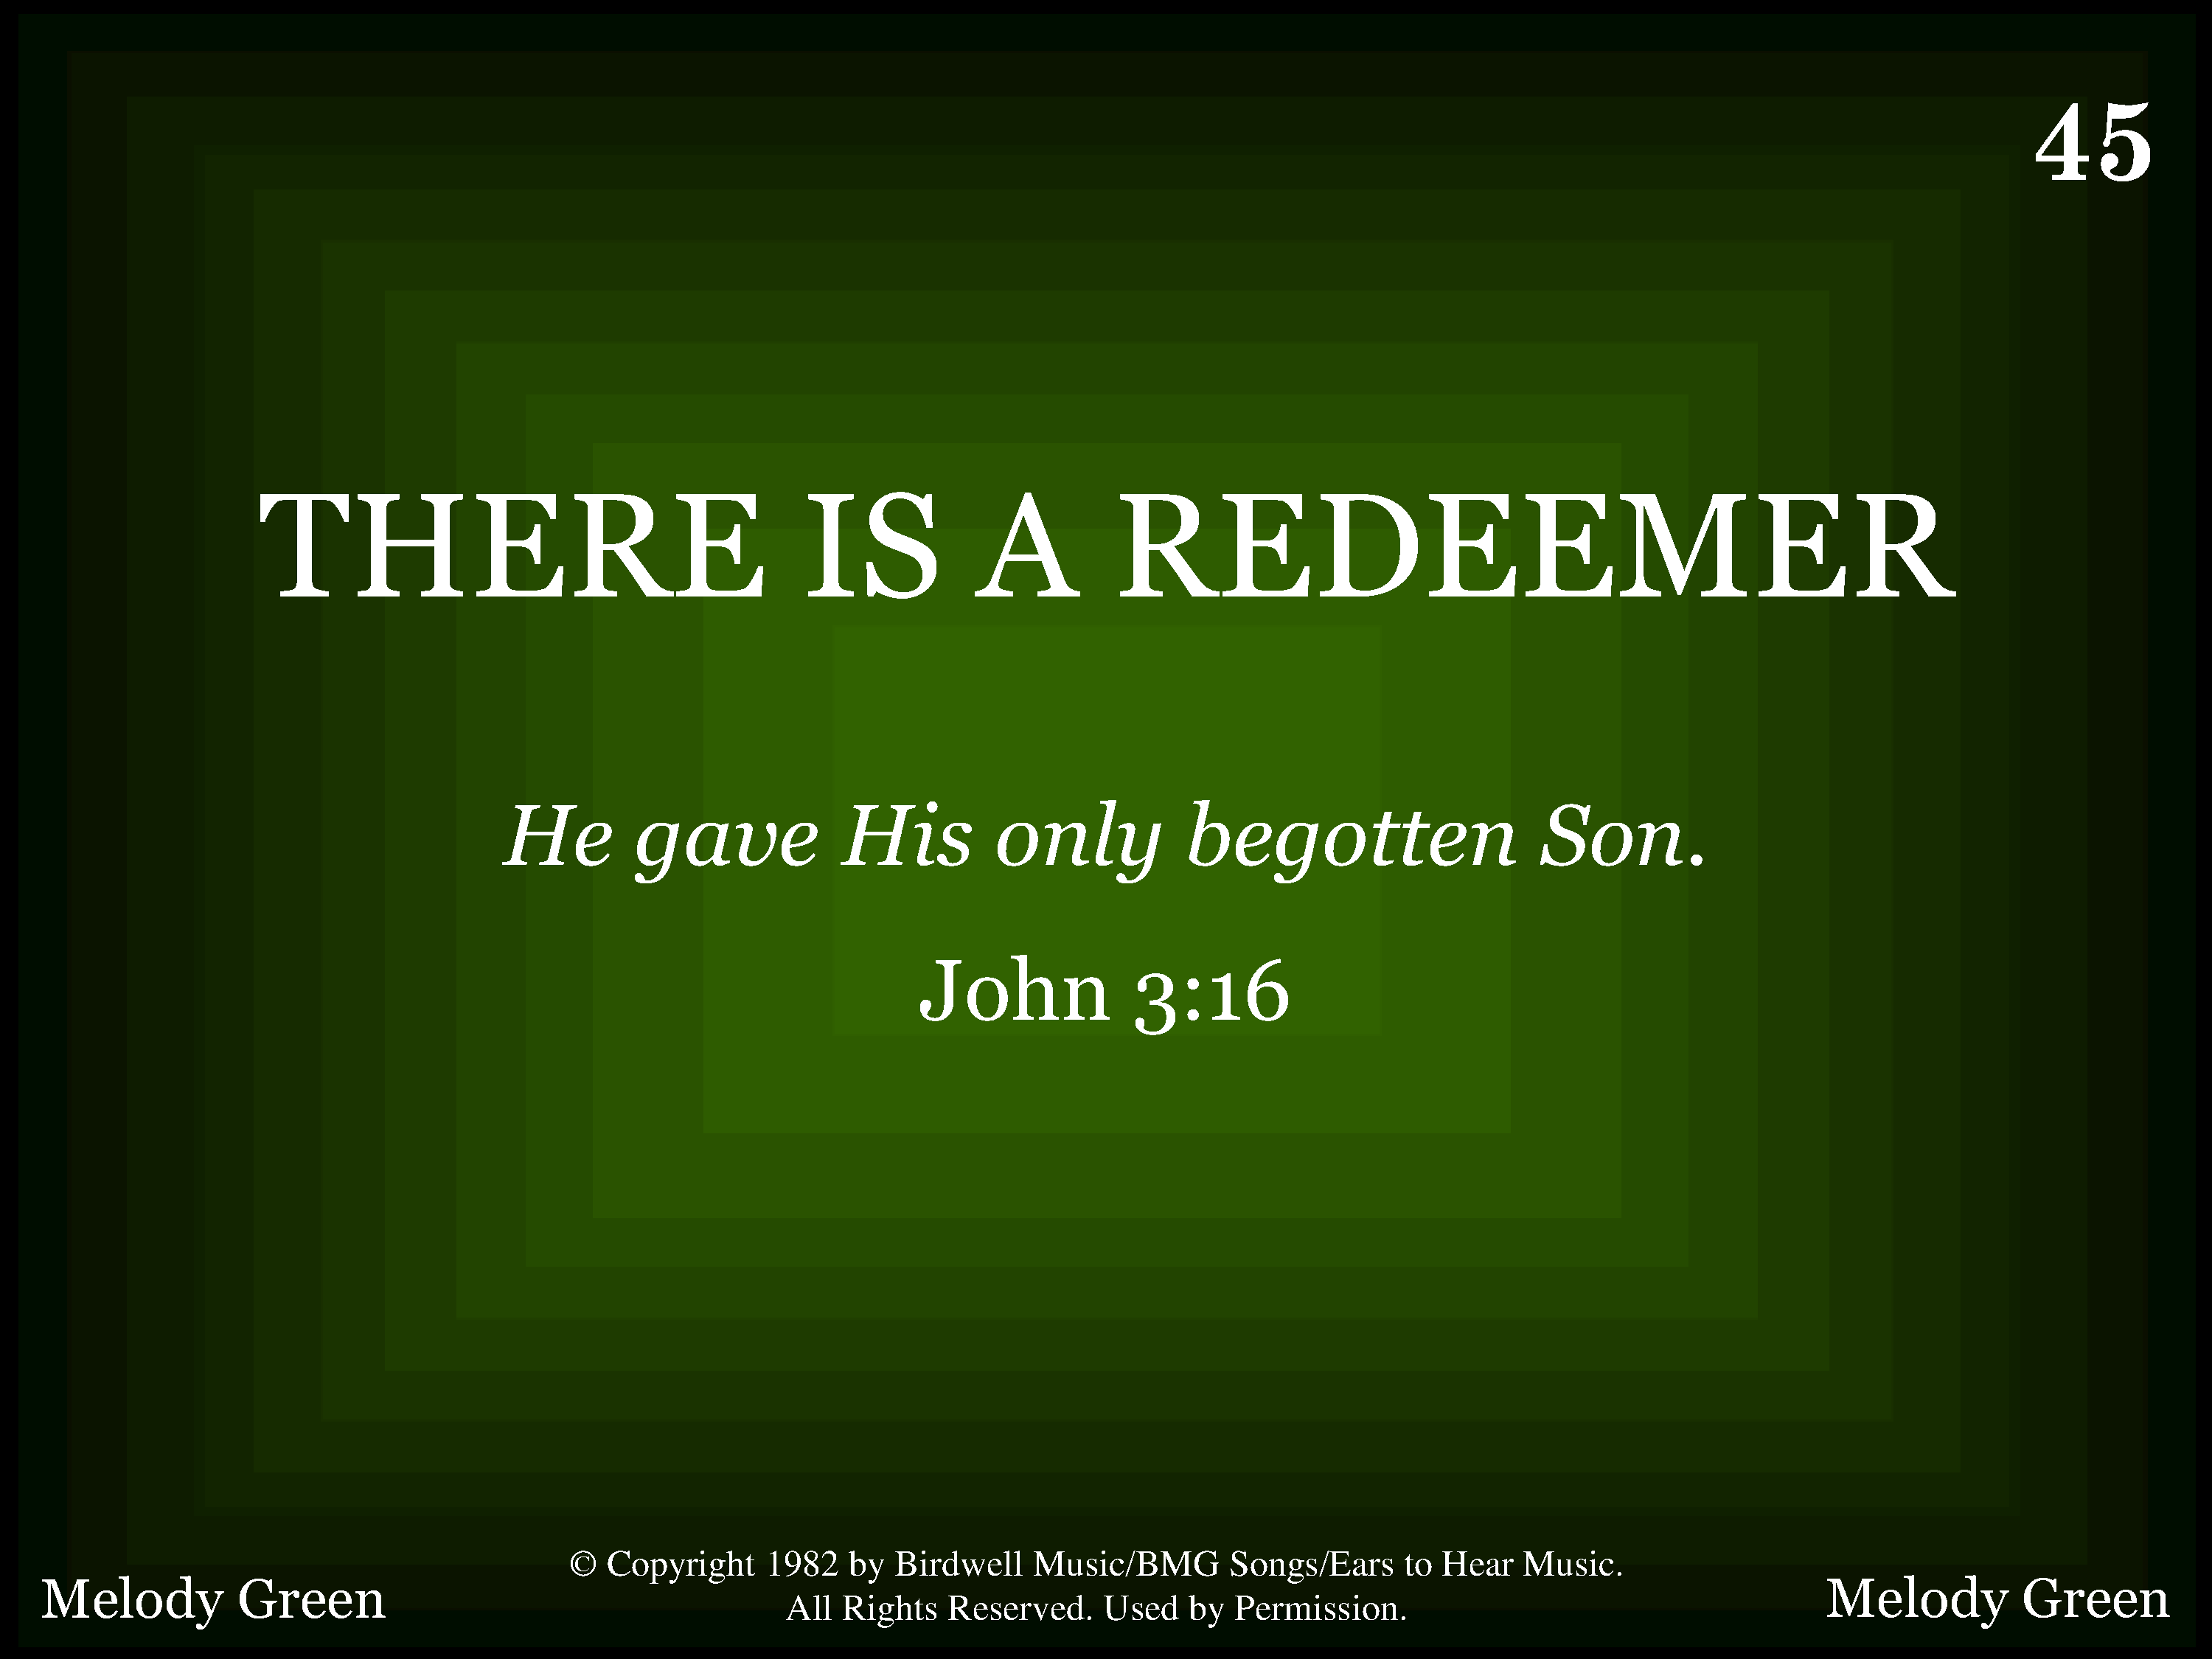 45
THERE IS A REDEEMER
He gave His only begotten Son.
John 3:16
© Copyright 1982 by Birdwell Music/BMG Songs/Ears to Hear Music.
All Rights Reserved. Used by Permission.
Melody Green
Melody Green